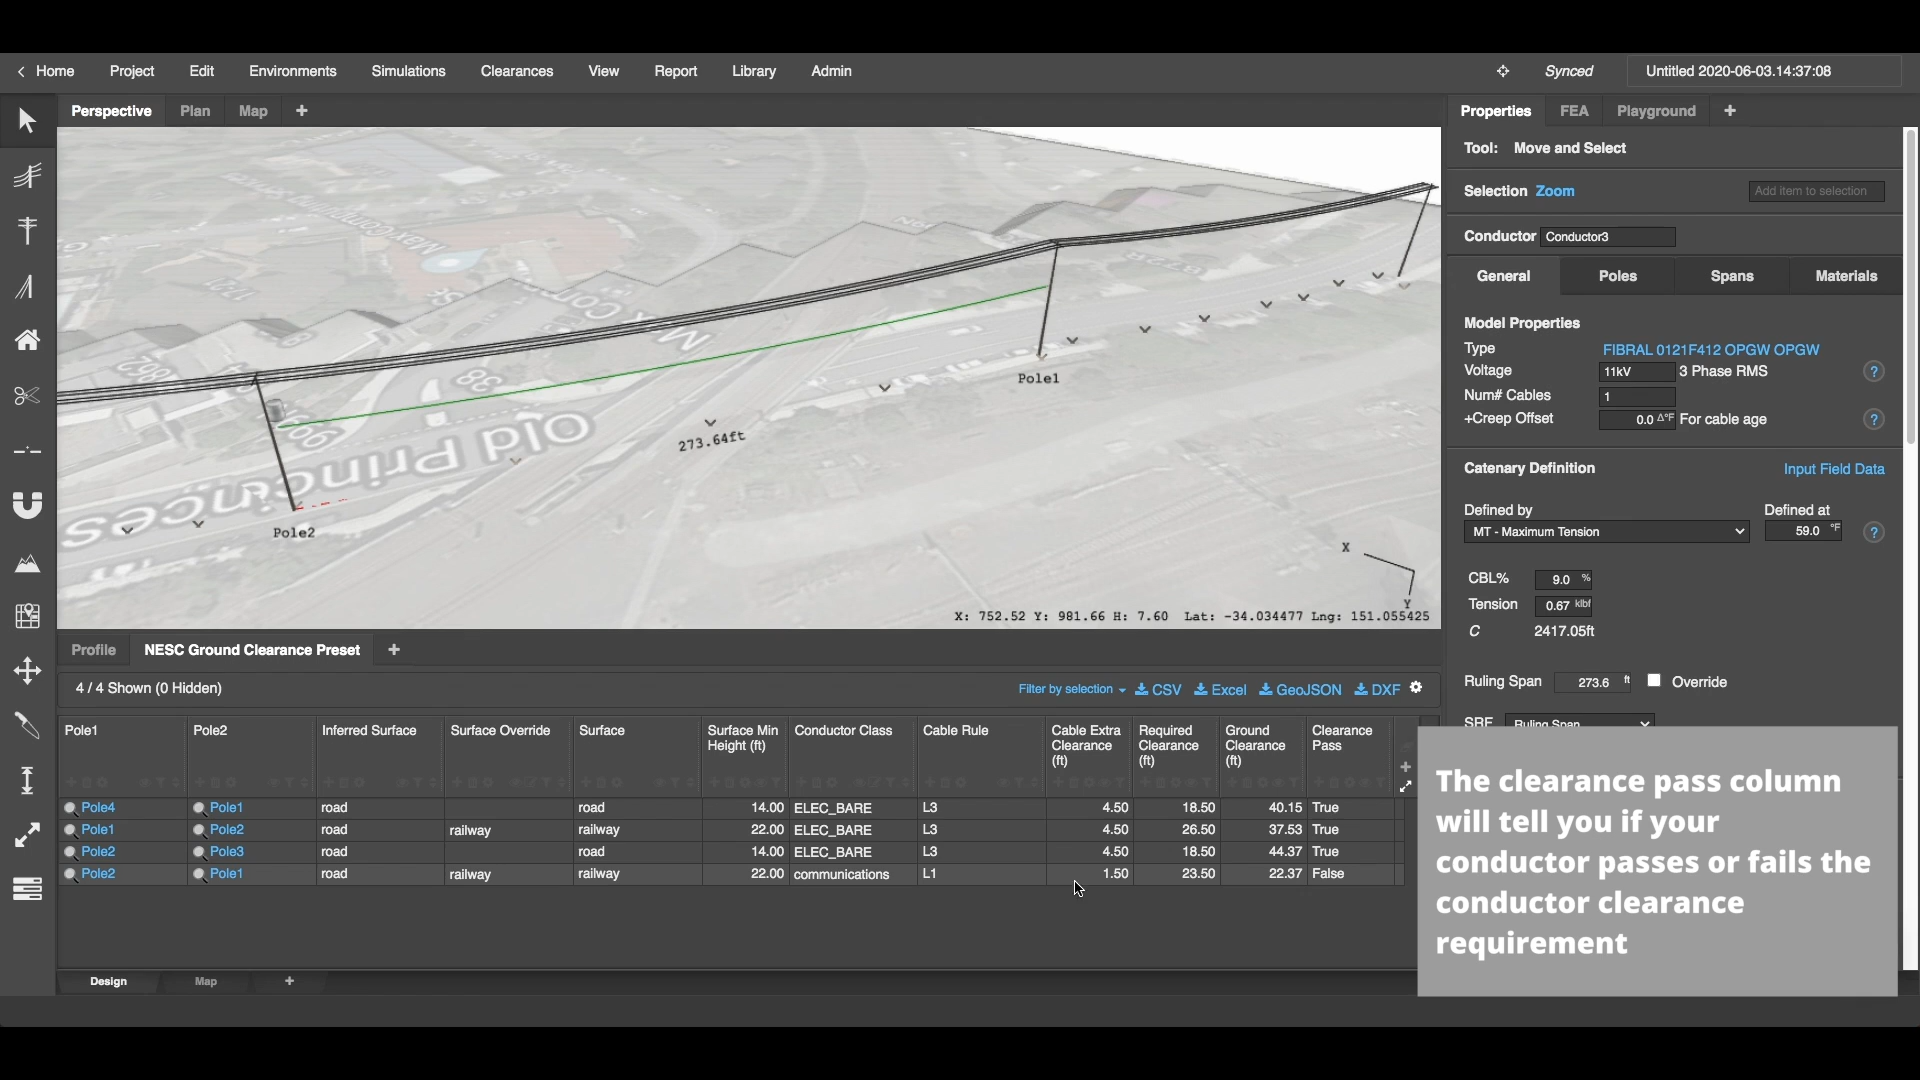 Home Project Edit Environments Simulations Clearances View Report Library Admin Synced Untitled 2020-06-03.14:37:08
Perspective Plan Map +
Properties FEA Playground +
Tool: Move and Select
Selection Zoom Add item to selection
Conductor Conductor3
General Poles Spans Materials
Model Properties
Type FIBRAL 0121F412 OPGW OPGW
Voltage 11kV 3 Phase RMS ?
Num# Cables 1
+Creep Offset 0.0 Δ°F For cable age ?
Catenary Definition Input Field Data
Defined by Defined at
MT - Maximum Tension 59.0 °F ?
CBL% 9.0 %
Tension 0.67 klbf
C 2417.05ft
Ruling Span 273.6 ft Override
SRF Ruling Span
Pole1
Old Princes
273.64ft
Pole2
X
Y
X: 752.52 Y: 981.66 H: 7.60 Lat: -34.034477 Lng: 151.055425
Profile NESC Ground Clearance Preset +
4 / 4 Shown (0 Hidden) Filter by selection CSV Excel GeoJSON DXF
Pole1 Pole2 Inferred Surface Surface Override Surface Surface Min Conductor Class Cable Rule Cable Extra Required Ground Clearance
Height (ft) Clearance Clearance Clearance Pass
(ft) (ft) (ft)
Pole4 Pole1 road road 14.00 ELEC_BARE L3 4.50 18.50 40.15 True
Pole1 Pole2 road railway railway 22.00 ELEC_BARE L3 4.50 26.50 37.53 True
Pole2 Pole3 road road 14.00 ELEC_BARE L3 4.50 18.50 44.37 True
Pole2 Pole1 road railway railway 22.00 communications L1 1.50 23.50 22.37 False
The clearance pass column
will tell you if your
conductor passes or fails the
conductor clearance
requirement
Design Map +